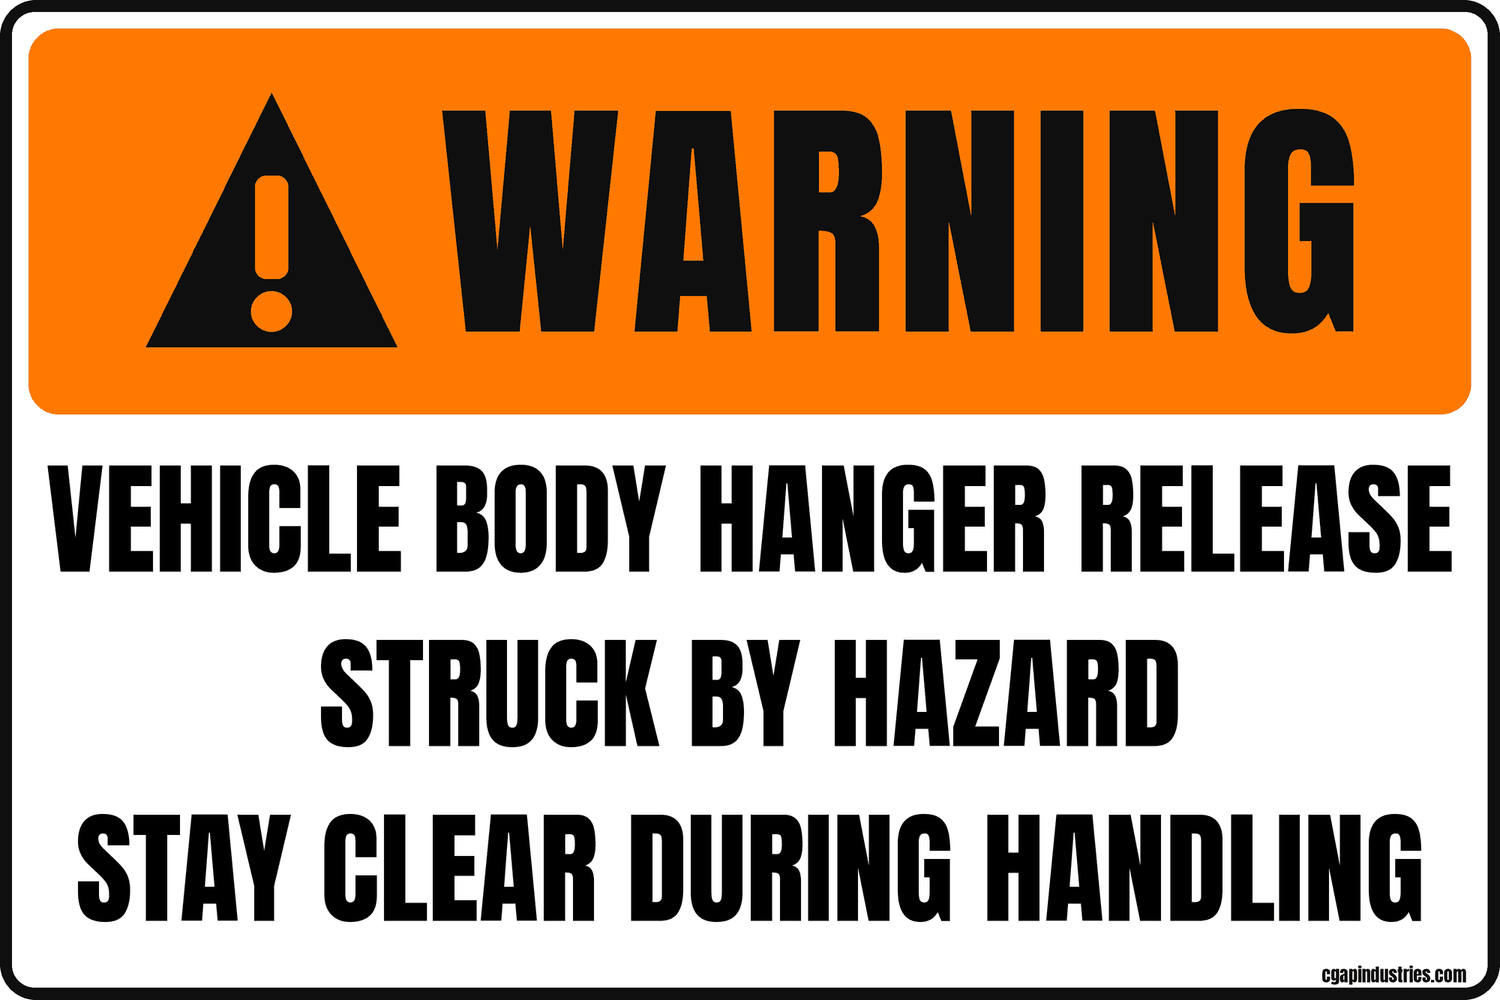 WARNING
VEHICLE BODY HANGER RELEASE
STRUCK BY HAZARD
STAY CLEAR DURING HANDLING
cgapindustries.com